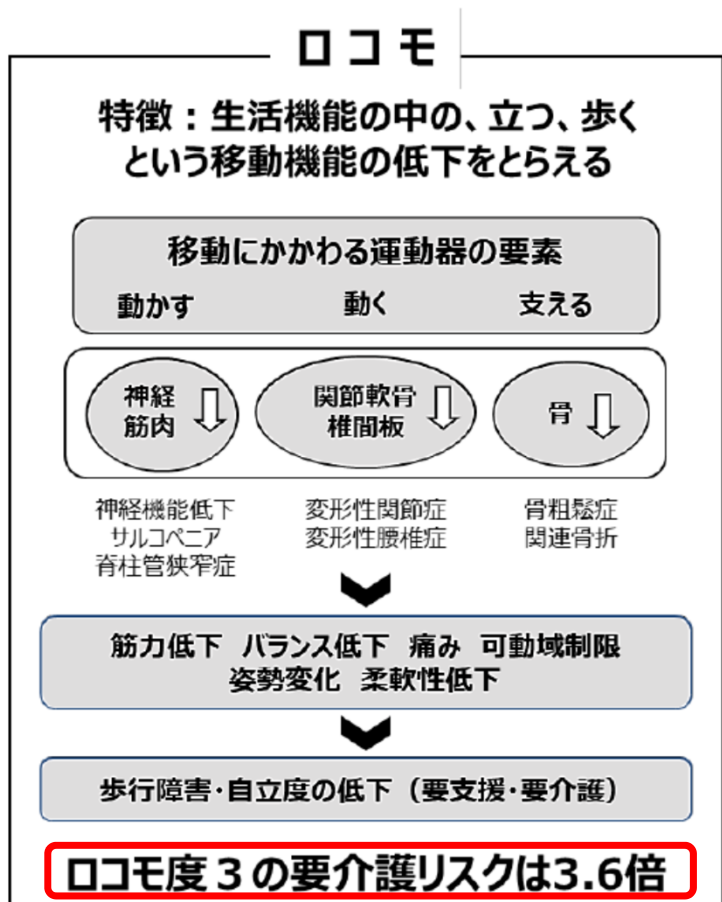 ロコモ
特徴：生活機能の中の、立つ、歩く
という移動機能の低下をとらえる
移動にかかわる運動器の要素
動かす 動く 支える
神経
筋肉
関節軟骨
椎間板
骨
神経機能低下
サルコペニア
脊柱管狭窄症
変形性関節症
変形性腰椎症
骨粗鬆症
関連骨折
筋力低下 バランス低下 痛み 可動域制限
姿勢変化 柔軟性低下
歩行障害・自立度の低下（要支援・要介護）
ロコモ度３の要介護リスクは3.6倍